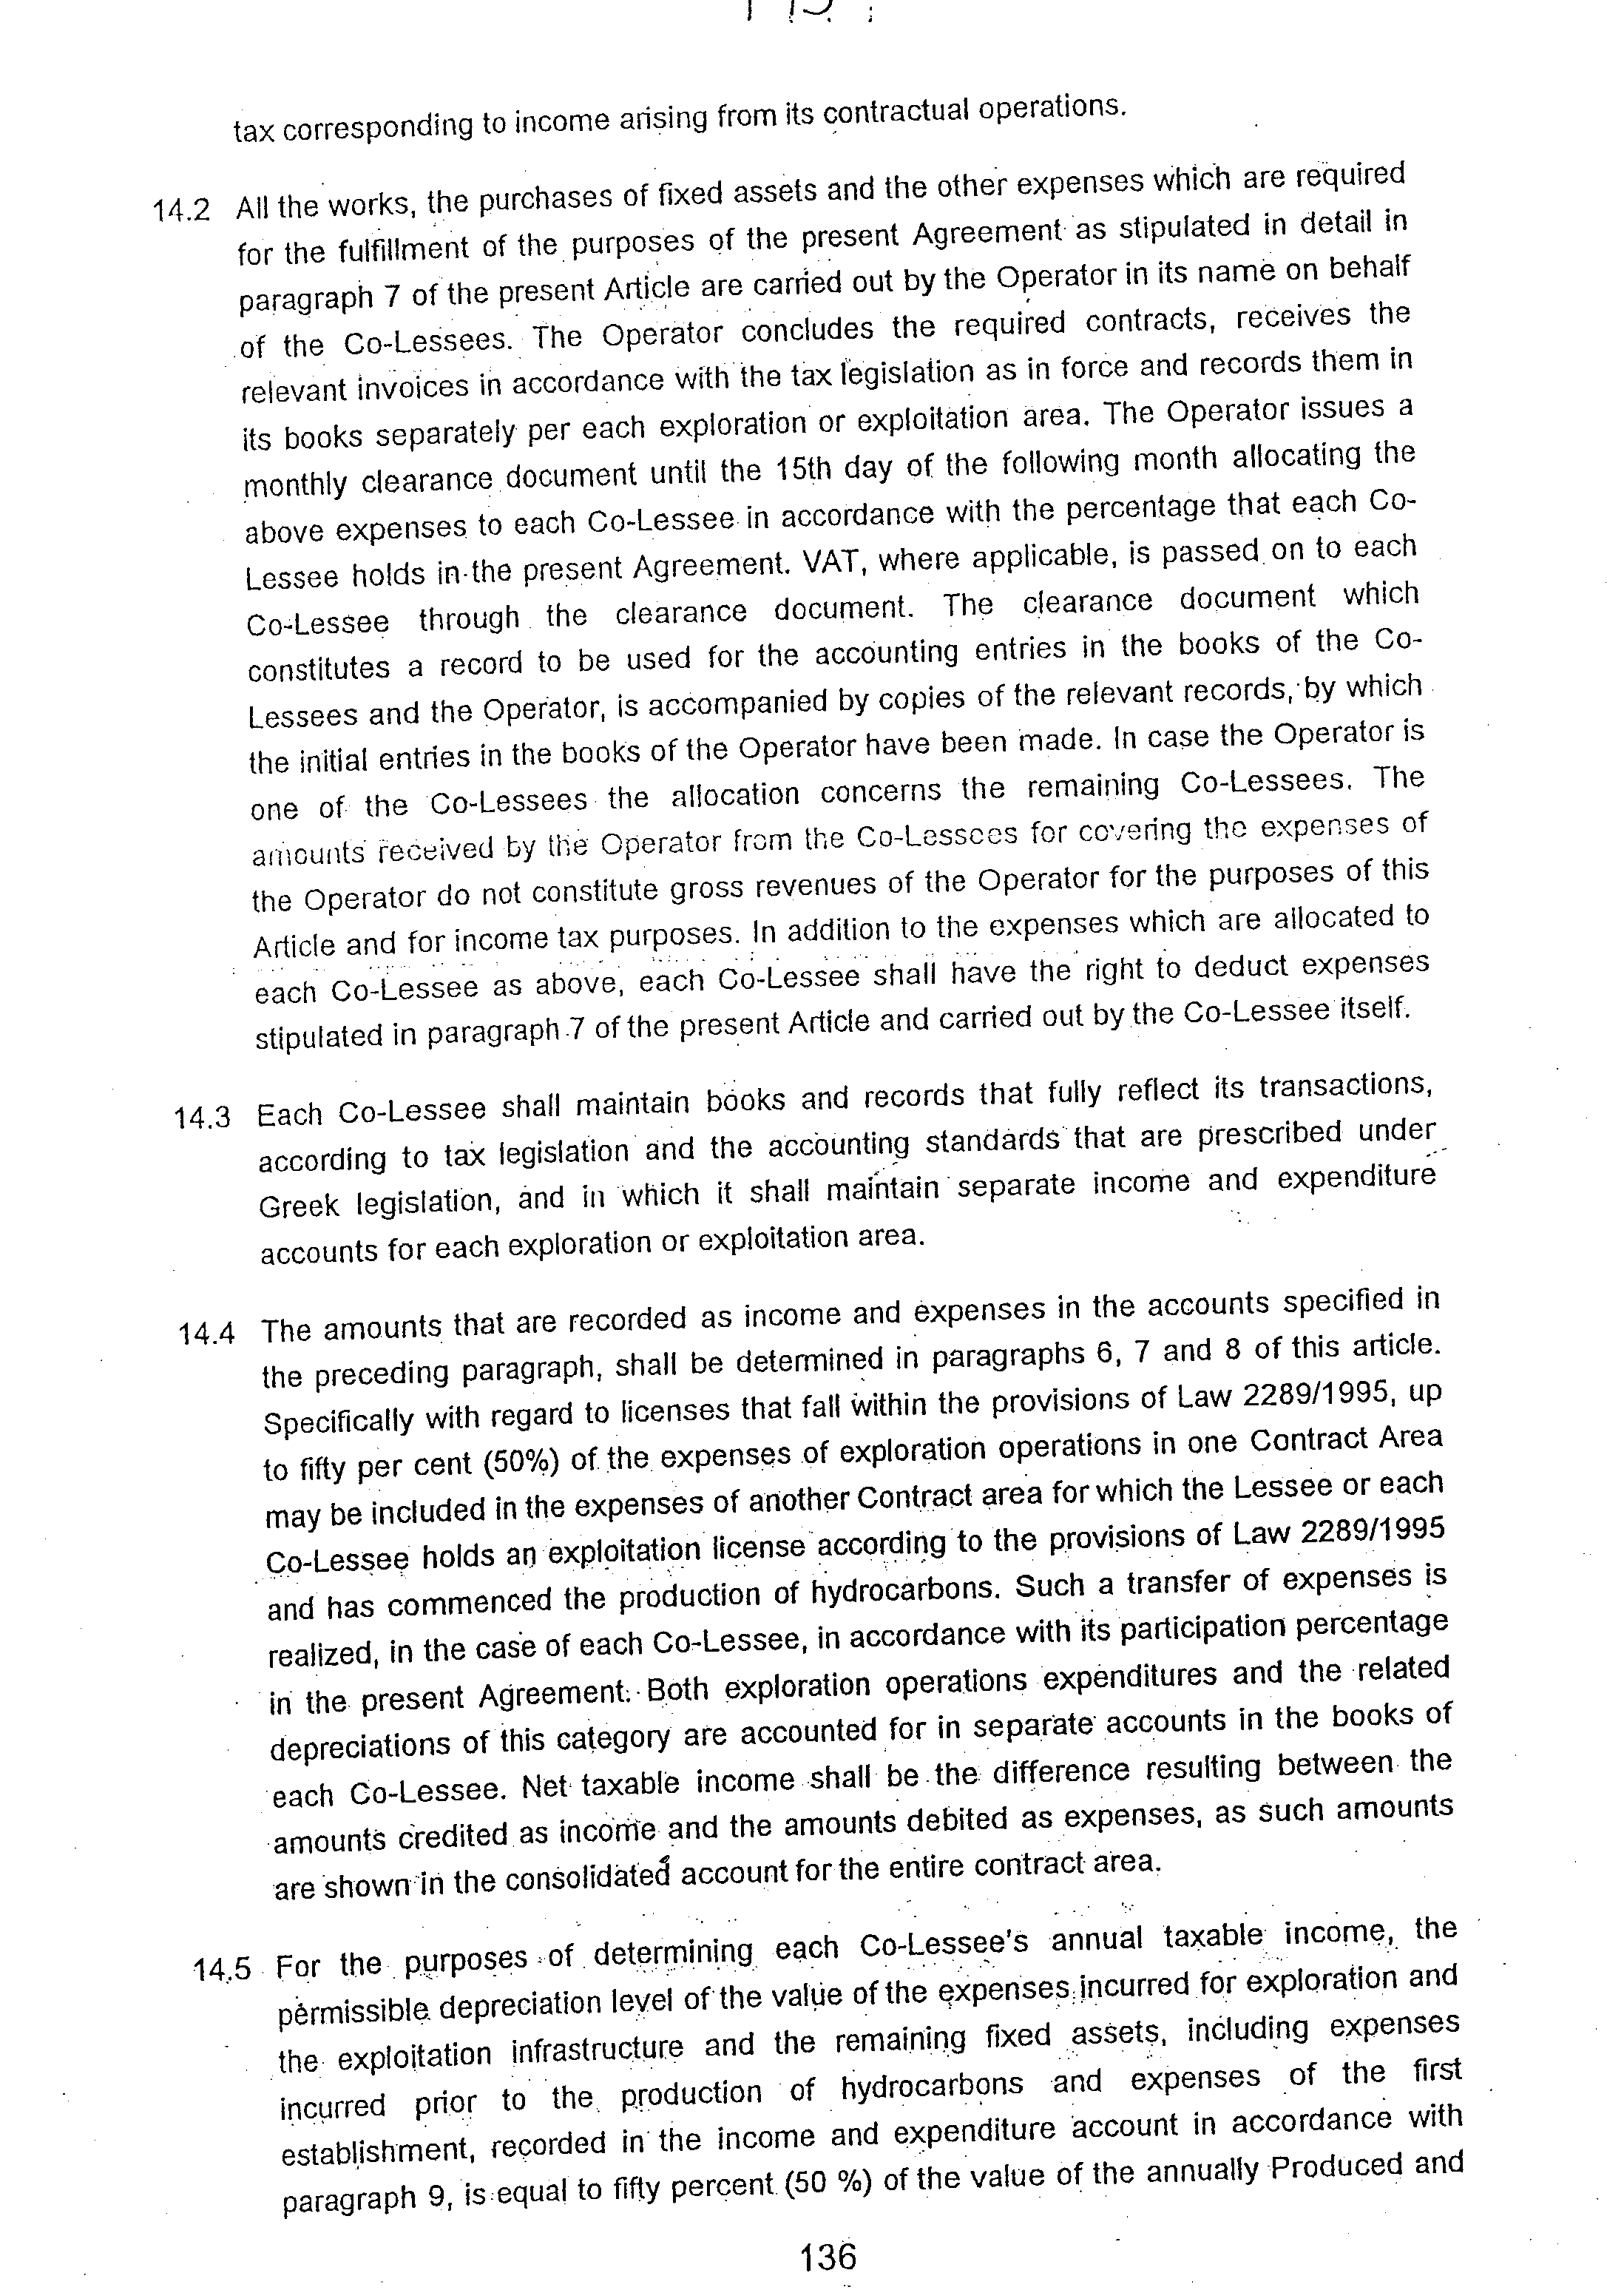 tax corresponding to income arising from its contractual operations.
14.2 All the works, the purchases of fixed assets and the other expenses which are required
for the fulfillment of the purposes of the present Agreement as stipulated in detail in
paragraph 7 of the present Article are carried out by the Operator in its name on behalf
of the Co-Lessees. The Operator concludes the required contracts, receives the
relevant invoices in accordance with the tax legislation as in force and records them in
its books separately per each exploration or exploitation area. The Operator issues a
monthly clearance document until the 15th day of the following month allocating the
above expenses to each Co-Lessee in accordance with the percentage that each Co-
Lessee holds in the present Agreement. VAT, where applicable, is passed on to each
Co-Lessee through the clearance document. The clearance document which
constitutes a record to be used for the accounting entries in the books of the Co-
Lessees and the Operator, is accompanied by copies of the relevant records, by which
the initial entries in the books of the Operator have been made. In case the Operator is
one of the Co-Lessees the allocation concerns the remaining Co-Lessees. The
amounts received by the Operator from the Co-Lessees for covering the expenses of
the Operator do not constitute gross revenues of the Operator for the purposes of this
Article and for income tax purposes. In addition to the expenses which are allocated to
each Co-Lessee as above, each Co-Lessee shall have the right to deduct expenses
stipulated in paragraph 7 of the present Article and carried out by the Co-Lessee itself.
14.3 Each Co-Lessee shall maintain books and records that fully reflect its transactions,
according to tax legislation and the accounting standards that are prescribed under
Greek legislation, and in which it shall maintain separate income and expenditure
accounts for each exploration or exploitation area.
14.4 The amounts that are recorded as income and expenses in the accounts specified in
the preceding paragraph, shall be determined in paragraphs 6, 7 and 8 of this article.
Specifically with regard to licenses that fall within the provisions of Law 2289/1995, up
to fifty per cent (50%) of the expenses of exploration operations in one Contract Area
may be included in the expenses of another Contract area for which the Lessee or each
Co-Lessee holds an exploitation license according to the provisions of Law 2289/1995
and has commenced the production of hydrocarbons. Such a transfer of expenses is
realized, in the case of each Co-Lessee, in accordance with its participation percentage
in the present Agreement. Both exploration operations expenditures and the related
depreciations of this category are accounted for in separate accounts in the books of
each Co-Lessee. Net taxable income shall be the difference resulting between the
amounts credited as income and the amounts debited as expenses, as such amounts
are shown in the consolidated account for the entire contract area.
14.5 For the purposes of determining each Co-Lessee's annual taxable income, the
permissible depreciation level of the value of the expenses incurred for exploration and
the exploitation infrastructure and the remaining fixed assets, including expenses
incurred prior to the production of hydrocarbons and expenses of the first
establishment, recorded in the income and expenditure account in accordance with
paragraph 9, is equal to fifty percent (50 %) of the value of the annually Produced and
136